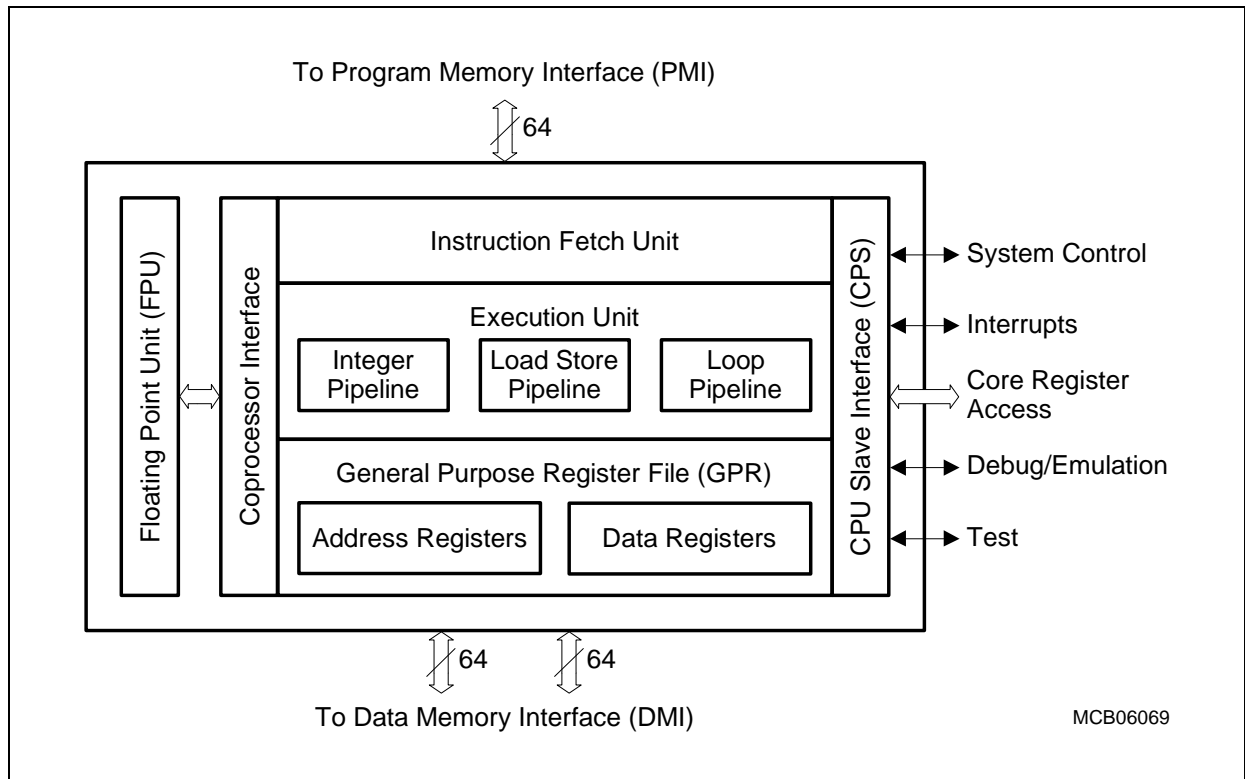 To Program Memory Interface (PMI)
64
Floating Point Unit (FPU)
Coprocessor Interface
Instruction Fetch Unit
Execution Unit
Integer
Pipeline
Load Store
Pipeline
Loop
Pipeline
General Purpose Register File (GPR)
Address Registers
Data Registers
CPU Slave Interface (CPS)
System Control
Interrupts
Core Register
Access
Debug/Emulation
Test
64
64
To Data Memory Interface (DMI)
MCB06069